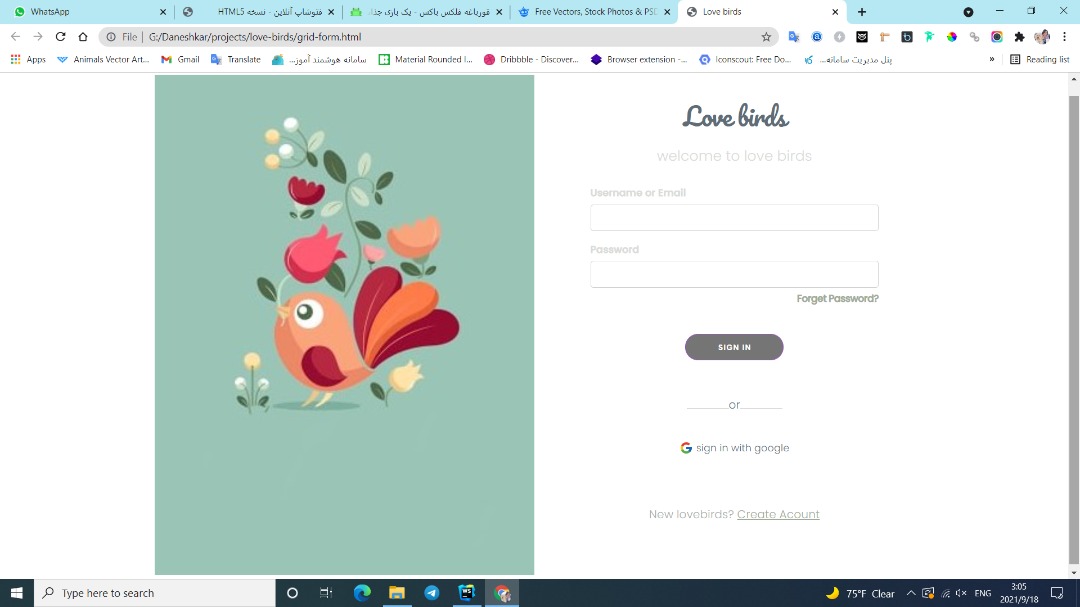 WhatsApp
فتوشاپ آنلاین - نسخه HTML5
قورباغه فلکس باکس - یک بازی جذا
Free Vectors, Stock Photos & PSD
Love birds
File | G:/Daneshkar/projects/love-birds/grid-form.html
Apps
Animals Vector Art...
Gmail
Translate
سامانه هوشمند آموز...
Material Rounded I...
Dribbble - Discover...
Browser extension -...
Iconscout: Free Do...
پنل مدیریت سامانه...
»
Reading list
Love birds
welcome to love birds
Username or Email
Password
Forget Password?
SIGN IN
or
sign in with google
New lovebirds? Create Acount
Type here to search
75°F Clear
ENG
3:05
2021/9/18